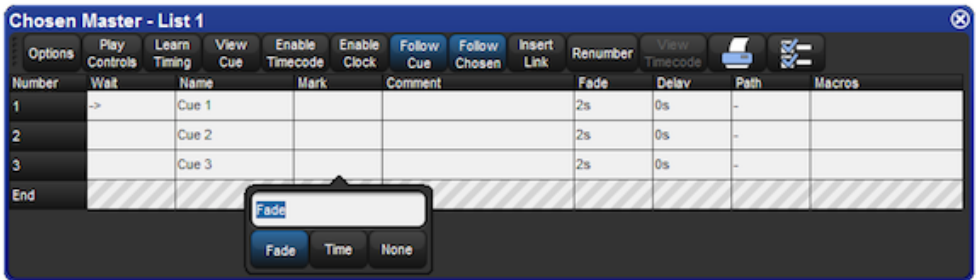 Chosen Master - List 1
Options Play Controls Learn Timing View Cue Enable Timecode Enable Clock Follow Cue Follow Chosen Insert Link Renumber View Timecode
Number Wait Name Mark Comment Fade Delay Path Macros
1 -> Cue 1 2s 0s -
2 Cue 2 2s 0s -
3 Cue 3 2s 0s -
End
Fade
Fade Time None